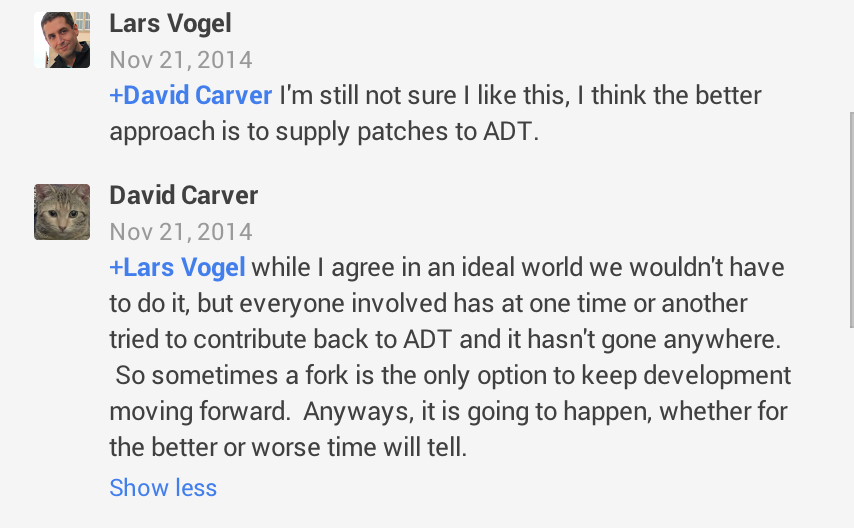 Lars Vogel
Nov 21, 2014
+David Carver I'm still not sure I like this, I think the better
approach is to supply patches to ADT.
David Carver
Nov 21, 2014
+Lars Vogel while I agree in an ideal world we wouldn't have
to do it, but everyone involved has at one time or another
tried to contribute back to ADT and it hasn't gone anywhere.
So sometimes a fork is the only option to keep development
moving forward.  Anyways, it is going to happen, whether for
the better or worse time will tell.
Show less